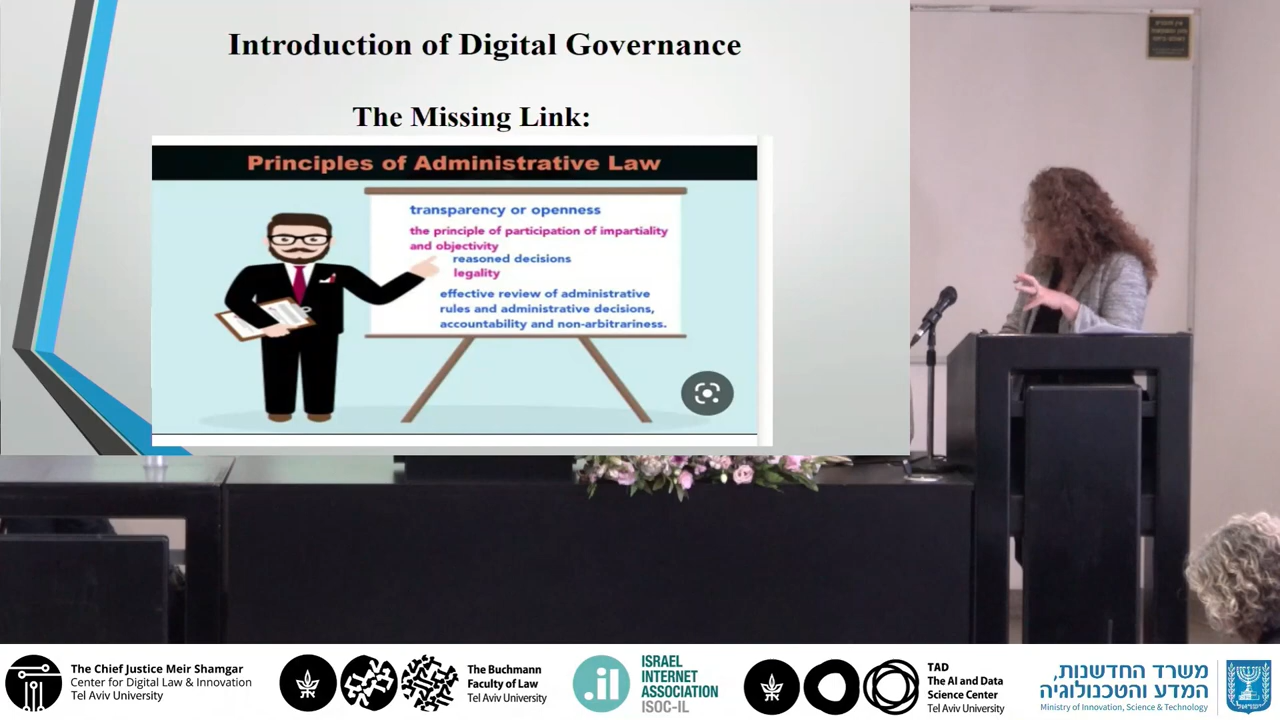 Introduction of Digital Governance
The Missing Link:
Principles of Administrative Law
transparency or openness
the principle of participation of impartiality
and objectivity
reasoned decisions
legality
effective review of administrative
rules and administrative decisions,
accountability and non-arbitrariness.
The Chief Justice Meir Shamgar
Center for Digital Law & Innovation
Tel Aviv University
The Buchmann
Faculty of Law
Tel Aviv University
.il
ISRAEL
INTERNET
ASSOCIATION
ISOC-IL
TAD
The AI and Data
Science Center
Tel Aviv University
משרד החדשנות,
המדע והטכנולוגיה
Ministry of Innovation, Science & Technology